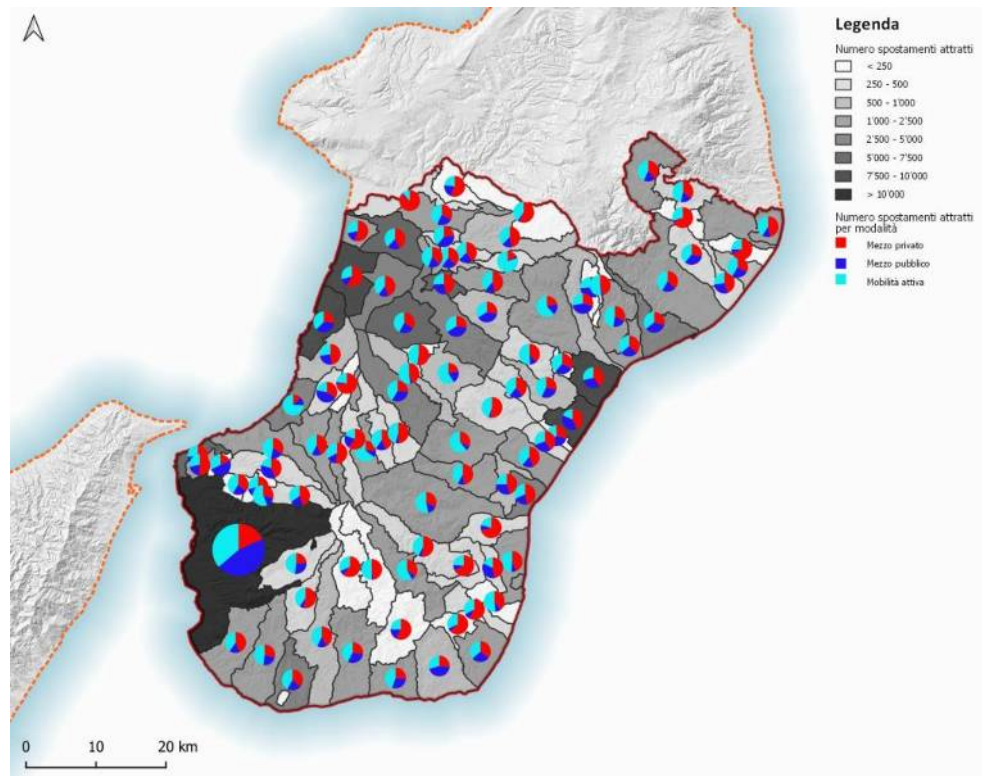 Legenda
Numero spostamenti attratti
< 250
250 - 500
500 - 1'000
1'000 - 2'500
2'500 - 5'000
5'000 - 7'500
7'500 - 10'000
> 10'000
Numero spostamenti attratti
per modalità
Mezzo privato
Mezzo pubblico
Mobilità attiva
0 10 20 km